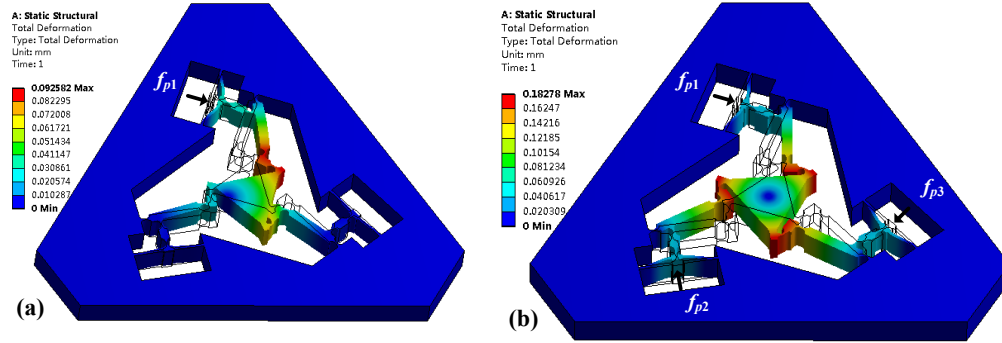 A: Static Structural
Total Deformation
Type: Total Deformation
Unit: mm
Time: 1
0.092582 Max
0.082295
0.072008
0.061721
0.051434
0.041147
0.030861
0.020574
0.010287
0 Min
fp1
(a)
A: Static Structural
Total Deformation
Type: Total Deformation
Unit: mm
Time: 1
0.18278 Max
0.16247
0.14216
0.12185
0.10154
0.081234
0.060926
0.040617
0.020309
0 Min
fp1
fp3
fp2
(b)